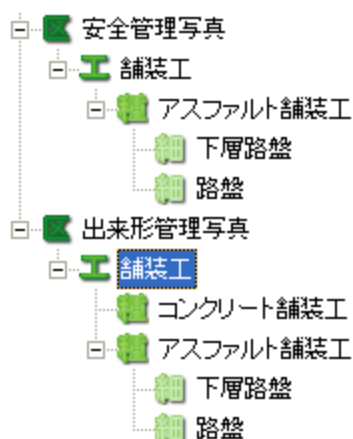 安全管理写真
舗装工
アスファルト舗装工
下層路盤
路盤
出来形管理写真
舗装工
コンクリート舗装工
アスファルト舗装工
下層路盤
路盤